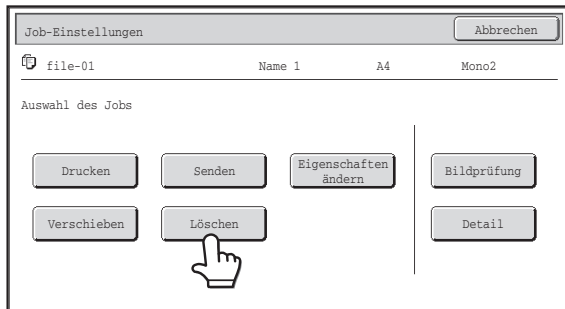 Job-Einstellungen
Abbrechen
file-01 Name 1 A4 Mono2
Auswahl des Jobs
Drucken
Senden
Eigenschaften
ändern
Bildprüfung
Verschieben
Löschen
Detail